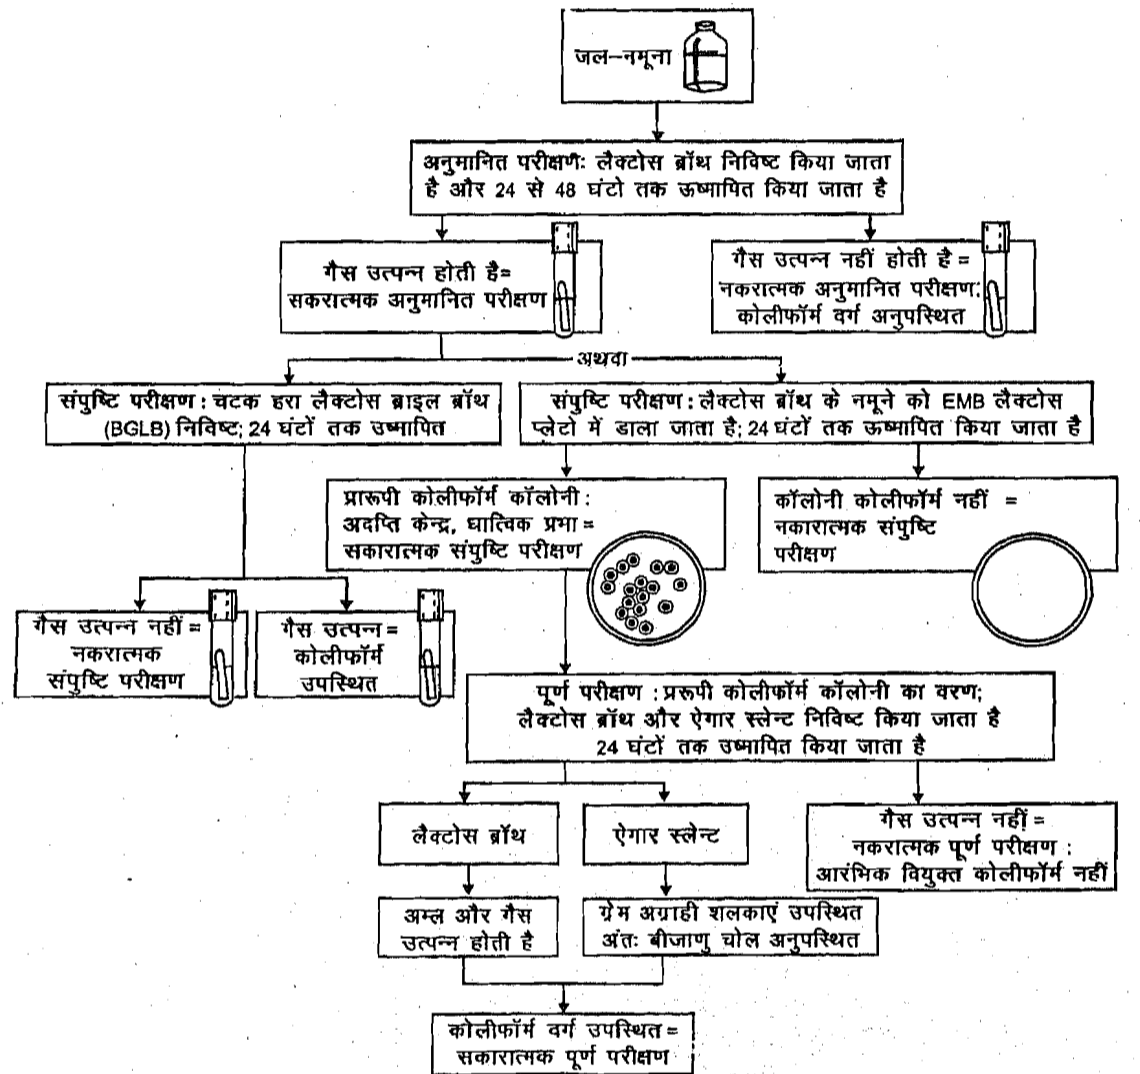 जल-नमूना
अनुमानित परीक्षणः लैक्टोस ब्रॉथ निविष्ट किया जाता
है और 24 से 48 घंटो तक ऊष्मापित किया जाता है
गैस उत्पन्न होती है=
सकरात्मक अनुमानित परीक्षण
गैस उत्पन्न नहीं होती है =
नकरात्मक अनुमानित परीक्षण:
कोलीफॉर्म वर्ग अनुपस्थित
अथवा
संपुष्टि परीक्षण : चटक हरा लैक्टोस ब्राइल ब्रॉथ
(BGLB) निविष्ट; 24 घंटों तक उष्मापित
संपुष्टि परीक्षण : लैक्टोस ब्रॉथ के नमूने को EMB लैक्टोस
प्लेटो में डाला जाता है; 24 घंटों तक ऊष्मापित किया जाता है
प्रारूपी कोलीफॉर्म कॉलोनी :
अदप्ति केन्द्र, धात्विक प्रभा =
सकारात्मक संपुष्टि परीक्षण
कॉलोनी कोलीफॉर्म नहीं =
नकारात्मक संपुष्टि
परीक्षण
गैस उत्पन्न नहीं =
नकरात्मक
संपुष्टि परीक्षण
गैस उत्पन्न =
कोलीफॉर्म
उपस्थित
पूर्ण परीक्षण : प्ररूपी कोलीफॉर्म कॉलोनी का वरण;
लैक्टोस ब्रॉथ और ऐगार स्लेन्ट निविष्ट किया जाता है
24 घंटों तक उष्मापित किया जाता है
लैक्टोस ब्रॉथ
ऐगार स्लेन्ट
गैस उत्पन्न नहीं =
नकरात्मक पूर्ण परीक्षण :
आरंभिक वियुक्त कोलीफॉर्म नहीं
अम्ल और गैस
उत्पन्न होती है
ग्रेम अग्राही शलकाएं उपस्थित
अंतः बीजाणु चोल अनुपस्थित
कोलीफॉर्म वर्ग उपस्थित =
सकारात्मक पूर्ण परीक्षण